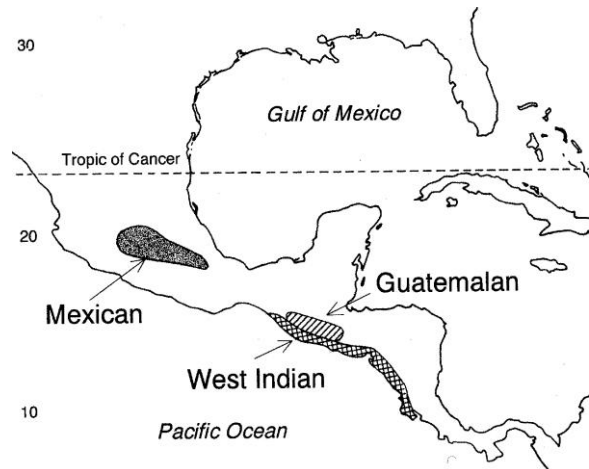 30
Gulf of Mexico
Tropic of Cancer
20
Guatemalan
Mexican
West Indian
10
Pacific Ocean